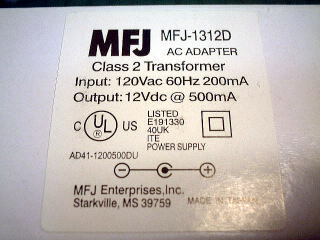 MFJ MFJ-1312D
AC ADAPTER
Class 2 Transformer
Input: 120Vac 60Hz 200mA
Output: 12Vdc @ 500mA
C UL US
LISTED
E191330
40UK
ITE
POWER SUPPLY
AD41-1200500DU
MFJ Enterprises,Inc.
Starkville, MS 39759
MADE IN TAIWAN